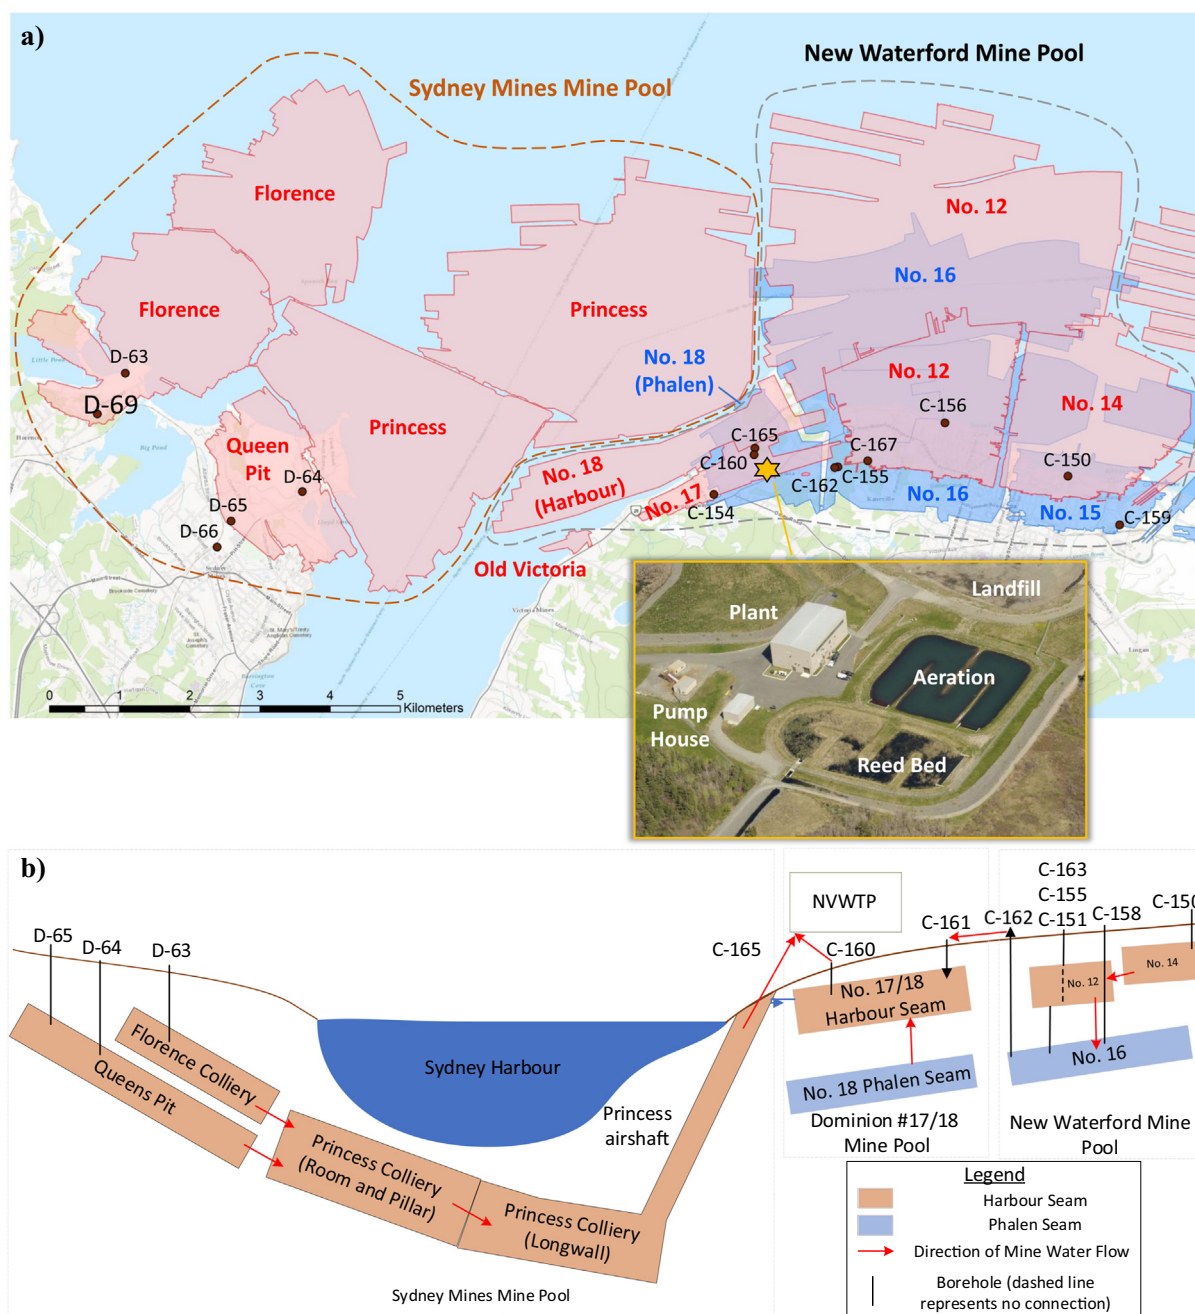 a)
New Waterford Mine Pool
Sydney Mines Mine Pool
Florence
No. 12
No. 16
Florence
Princess
No. 18
(Phalen)
D-63
No. 12
D-69
C-156
No. 14
Queen
Pit
Princess
C-165
C-167
C-160
C-150
D-64
No. 18
(Harbour)
No. 17
C-162
C-155
No. 16
D-65
C-154
No. 15
C-159
D-66
Old Victoria
Little Pond
Big Pond
Victoria Mines
Lingan
0 1 2 3 4 5
Kilometers
Landfill
Plant
Aeration
Pump
House
Reed Bed
b)
C-163
NVWTP
C-155
C-150
D-65
C-161
C-162
C-151
C-158
D-64
D-63
C-165
C-160
No. 17/18
Harbour Seam
No. 12
No. 14
Florence Colliery
Queens Pit
Sydney Harbour
No. 18 Phalen Seam
No. 16
Princess
airshaft
Dominion #17/18
Mine Pool
New Waterford Mine
Pool
Princess Colliery
(Room and Pillar)
Princess Colliery
(Longwall)
Sydney Mines Mine Pool
Legend
Harbour Seam
Phalen Seam
Direction of Mine Water Flow
Borehole (dashed line
represents no connection)